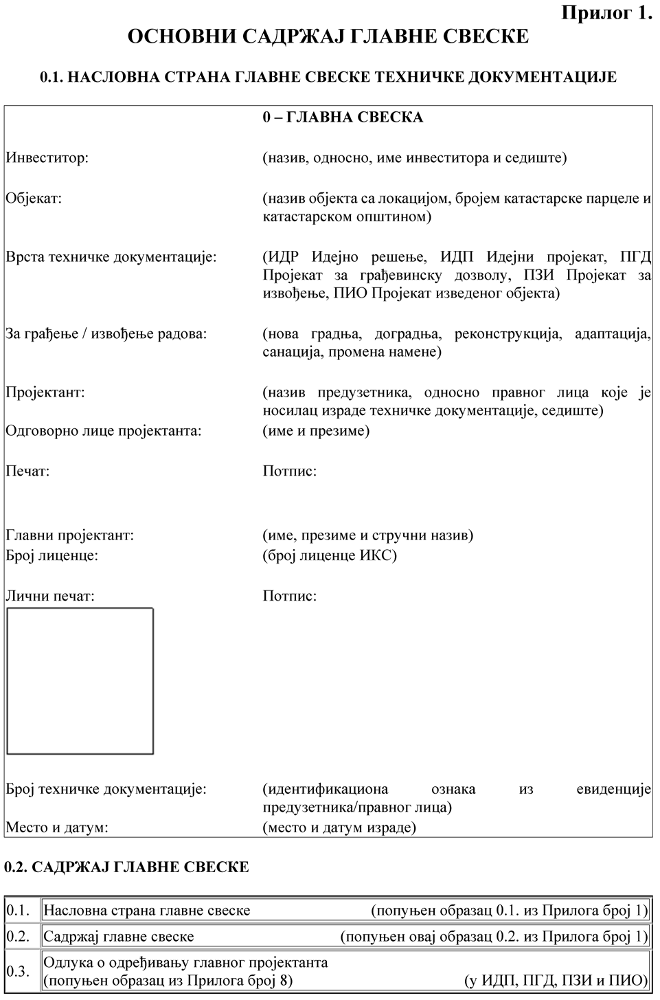 Прилог 1.
ОСНОВНИ САДРЖАЈ ГЛАВНЕ СВЕСКЕ
0.1. НАСЛОВНА СТРАНА ГЛАВНЕ СВЕСКЕ ТЕХНИЧКЕ ДОКУМЕНТАЦИЈЕ
0 – ГЛАВНА СВЕСКА
Инвеститор: (назив, односно, име инвеститора и седиште)
Објекат: (назив објекта са локацијом, бројем катастарске парцеле и
катастарском општином)
Врста техничке документације: (ИДР Идејно решење, ИДП Идејни пројекат, ПГД
Пројекат за грађевинску дозволу, ПЗИ Пројекат за
извођење, ПИО Пројекат изведеног објекта)
За грађење / извођење радова: (нова градња, доградња, реконструкција, адаптација,
санација, промена намене)
Пројектант: (назив предузетника, односно правног лица које је
носилац израде техничке документације, седиште)
Одговорно лице пројектанта: (име и презиме)
Печат: Потпис:
Главни пројектант: (име, презиме и стручни назив)
Број лиценце: (број лиценце ИКС)
Лични печат: Потпис:
Број техничке документације: (идентификациона ознака из евиденције
предузетника/правног лица)
Место и датум: (место и датум израде)
0.2. САДРЖАЈ ГЛАВНЕ СВЕСКЕ
0.1. Насловна страна главне свеске (попуњен образац 0.1. из Прилога број 1)
0.2. Садржај главне свеске (попуњен овај образац 0.2. из Прилога број 1)
0.3. Одлука о одређивању главног пројектанта
(попуњен образац из Прилога број 8) (у ИДП, ПГД, ПЗИ и ПИО)